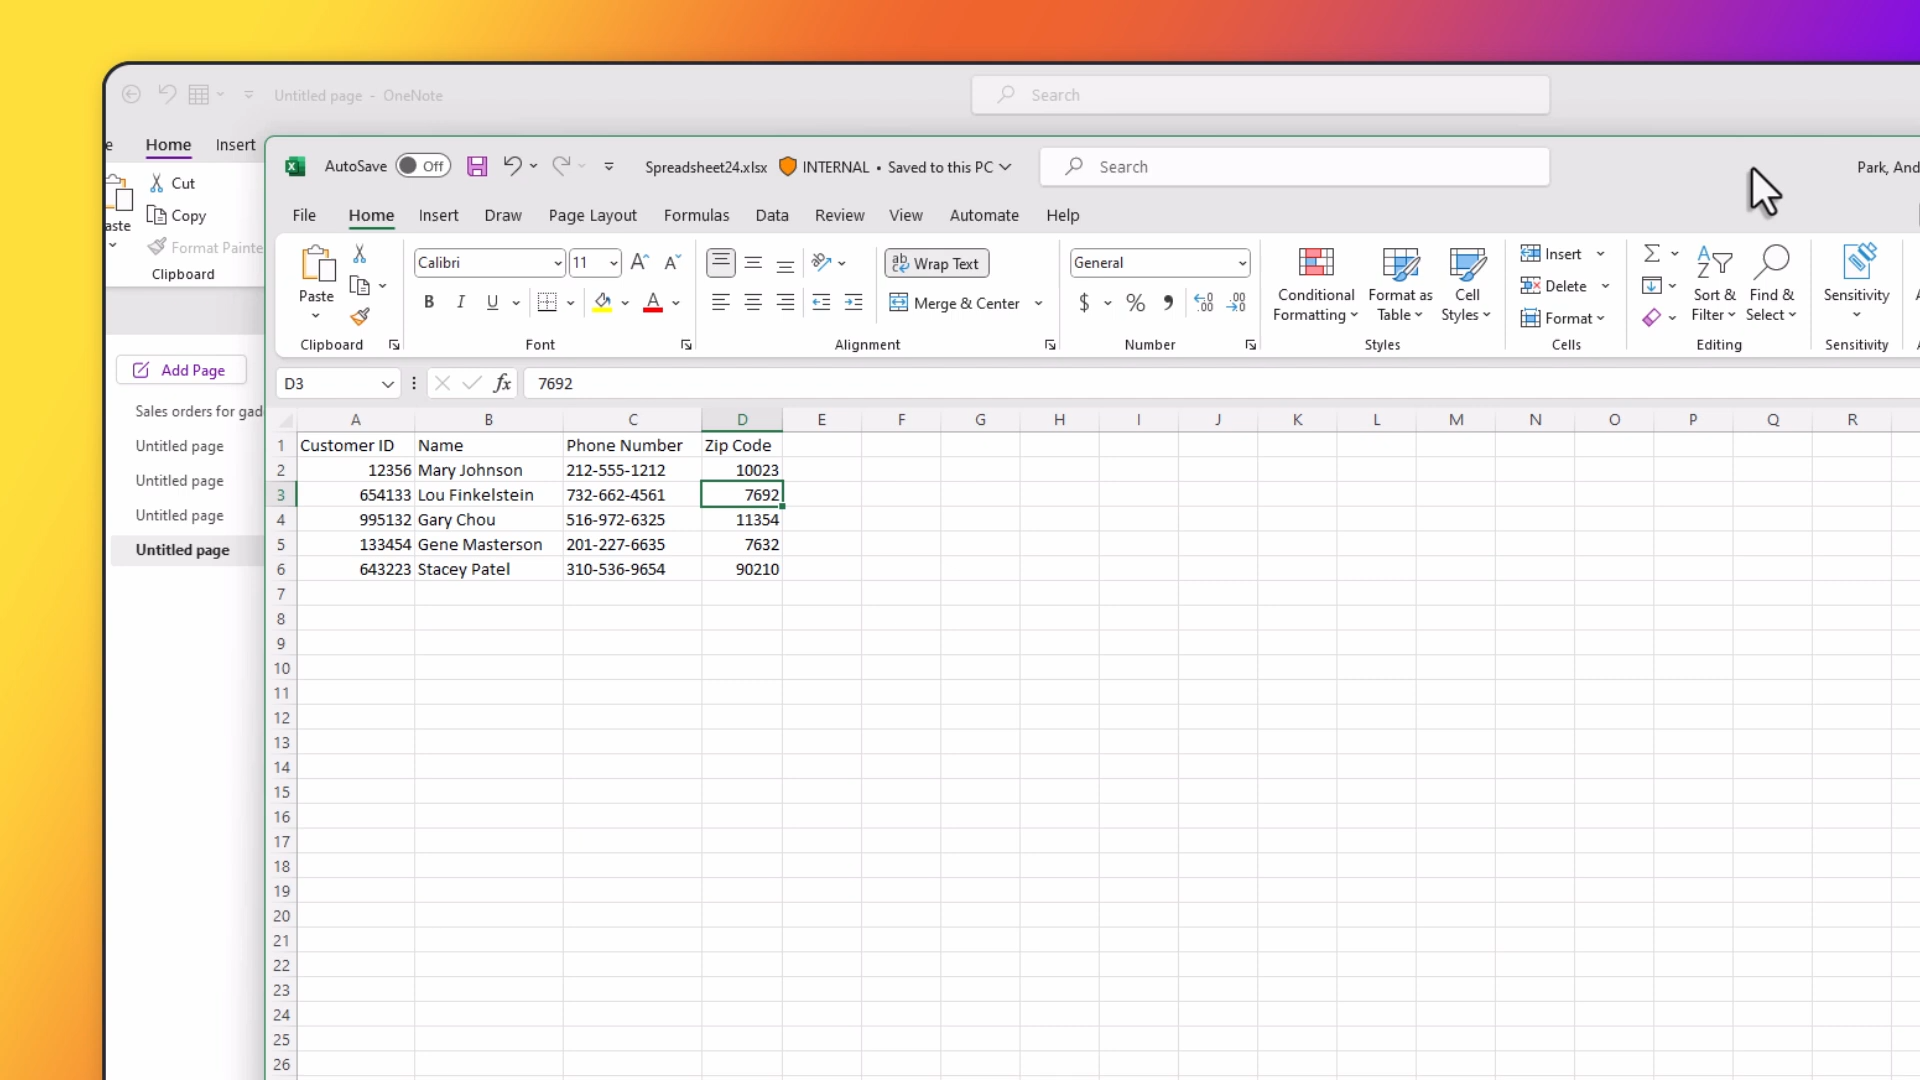 Untitled page - OneNote
Search
Home Insert
Cut
Copy
Format Painte
Clipboard
Add Page
Sales orders for gad
Untitled page
Untitled page
Untitled page
Untitled page
AutoSave Off Spreadsheet24.xlsx INTERNAL • Saved to this PC Search Park, And
File Home Insert Draw Page Layout Formulas Data Review View Automate Help
Paste
Clipboard
Calibri 11
B I U A
Font
ab Wrap Text
Merge & Center
Alignment
General
$ % 9
Number
Conditional Formatting
Format as Table
Cell Styles
Styles
Insert
Delete
Format
Cells
Sort & Filter
Find & Select
Editing
Sensitivity
Sensitivity
D3 fx 7692
A B C D E F G H I J K L M N O P Q R
1 Customer ID Name Phone Number Zip Code
2 12356 Mary Johnson 212-555-1212 10023
3 654133 Lou Finkelstein 732-662-4561 7692
4 995132 Gary Chou 516-972-6325 11354
5 133454 Gene Masterson 201-227-6635 7632
6 643223 Stacey Patel 310-536-9654 90210
7
8
9
10
11
12
13
14
15
16
17
18
19
20
21
22
23
24
25
26